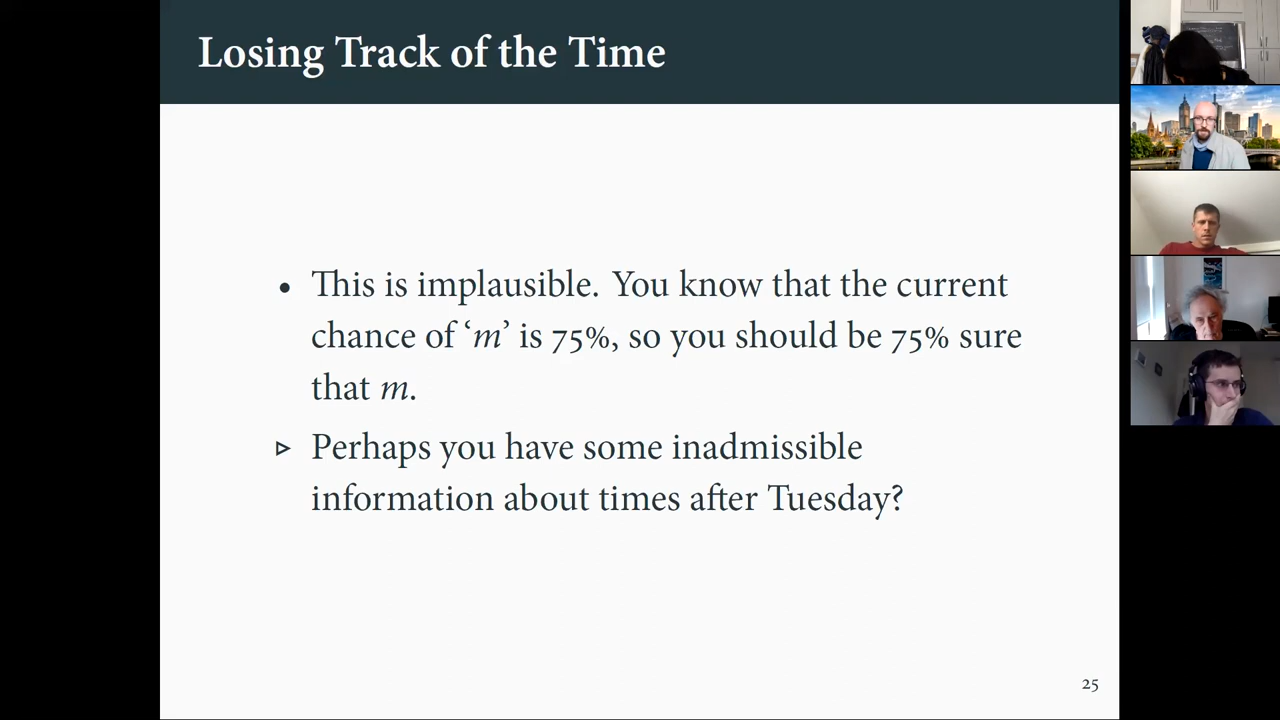 Losing Track of the Time
• This is implausible. You know that the current
chance of ‘m’ is 75%, so you should be 75% sure
that m.
▹ Perhaps you have some inadmissible
information about times after Tuesday?
25